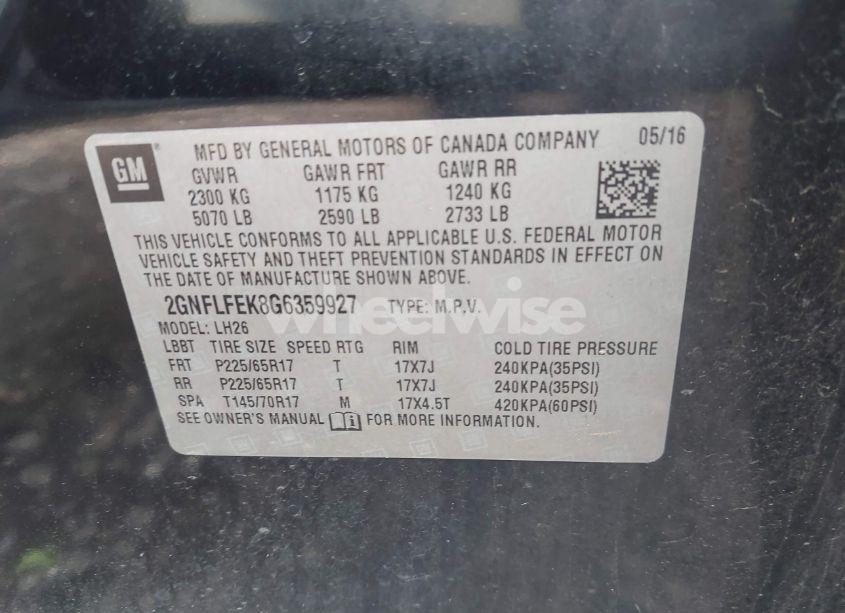 GM
MFD BY GENERAL MOTORS OF CANADA COMPANY 05/16
GVWR GAWR FRT GAWR RR
2300 KG 1175 KG 1240 KG
5070 LB 2590 LB 2733 LB
THIS VEHICLE CONFORMS TO ALL APPLICABLE U.S. FEDERAL MOTOR
VEHICLE SAFETY AND THEFT PREVENTION STANDARDS IN EFFECT ON
THE DATE OF MANUFACTURE SHOWN ABOVE.
2GNFLFEK8G6359927 TYPE: M.P.V.
wheelwise
MODEL: LH26
LBBT TIRE SIZE SPEED RTG RIM COLD TIRE PRESSURE
FRT P225/65R17 T 17X7J 240KPA(35PSI)
RR P225/65R17 T 17X7J 240KPA(35PSI)
SPA T145/70R17 M 17X4.5T 420KPA(60PSI)
SEE OWNER'S MANUAL FOR MORE INFORMATION.